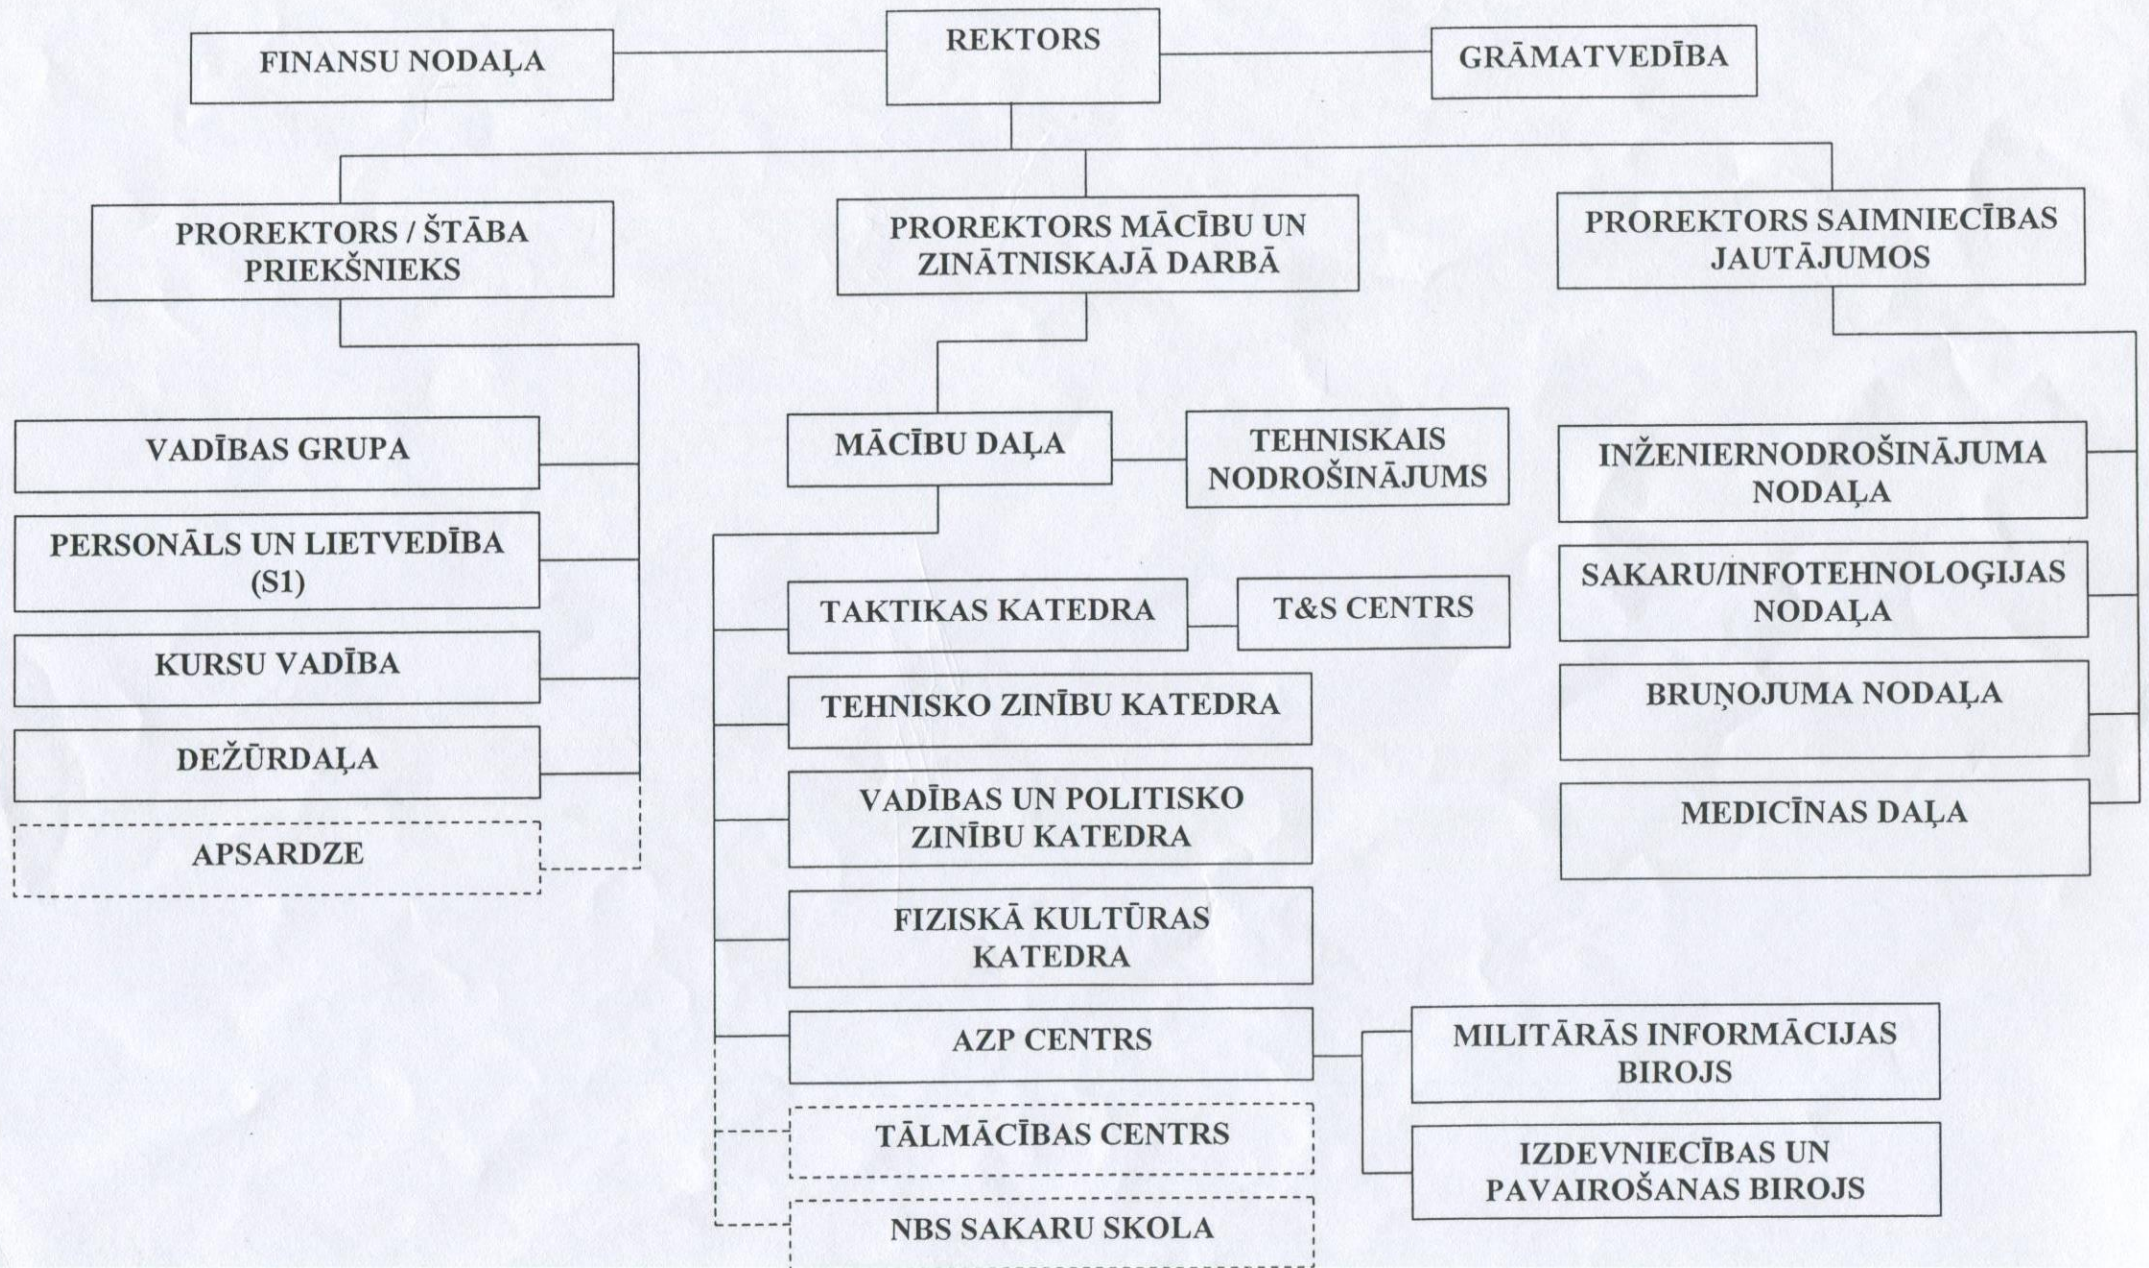 FINANSU NODAĻA
REKTORS
GRĀMATVEDĪBA
PROREKTORS / ŠTĀBA
PRIEKŠNIEKS
PROREKTORS MĀCĪBU UN
ZINĀTNISKAJĀ DARBĀ
PROREKTORS SAIMNIECĪBAS
JAUTĀJUMOS
VADĪBAS GRUPA
PERSONĀLS UN LIETVEDĪBA
(S1)
KURSU VADĪBA
DEŽŪRDAĻA
APSARDZE
MĀCĪBU DAĻA
TEHNISKAIS
NODROŠINĀJUMS
TAKTIKAS KATEDRA
T&S CENTRS
TEHNISKO ZINĪBU KATEDRA
VADĪBAS UN POLITISKO
ZINĪBU KATEDRA
FIZISKĀ KULTŪRAS
KATEDRA
AZP CENTRS
MILITĀRĀS INFORMĀCIJAS
BIROJS
IZDEVNIECĪBAS UN
PAVAIROŠANAS BIROJS
TĀLMĀCĪBAS CENTRS
NBS SAKARU SKOLA
INŽENIERNODROŠINĀJUMA
NODAĻA
SAKARU/INFOTEHNOLOĢIJAS
NODAĻA
BRUŅOJUMA NODAĻA
MEDICĪNAS DAĻA